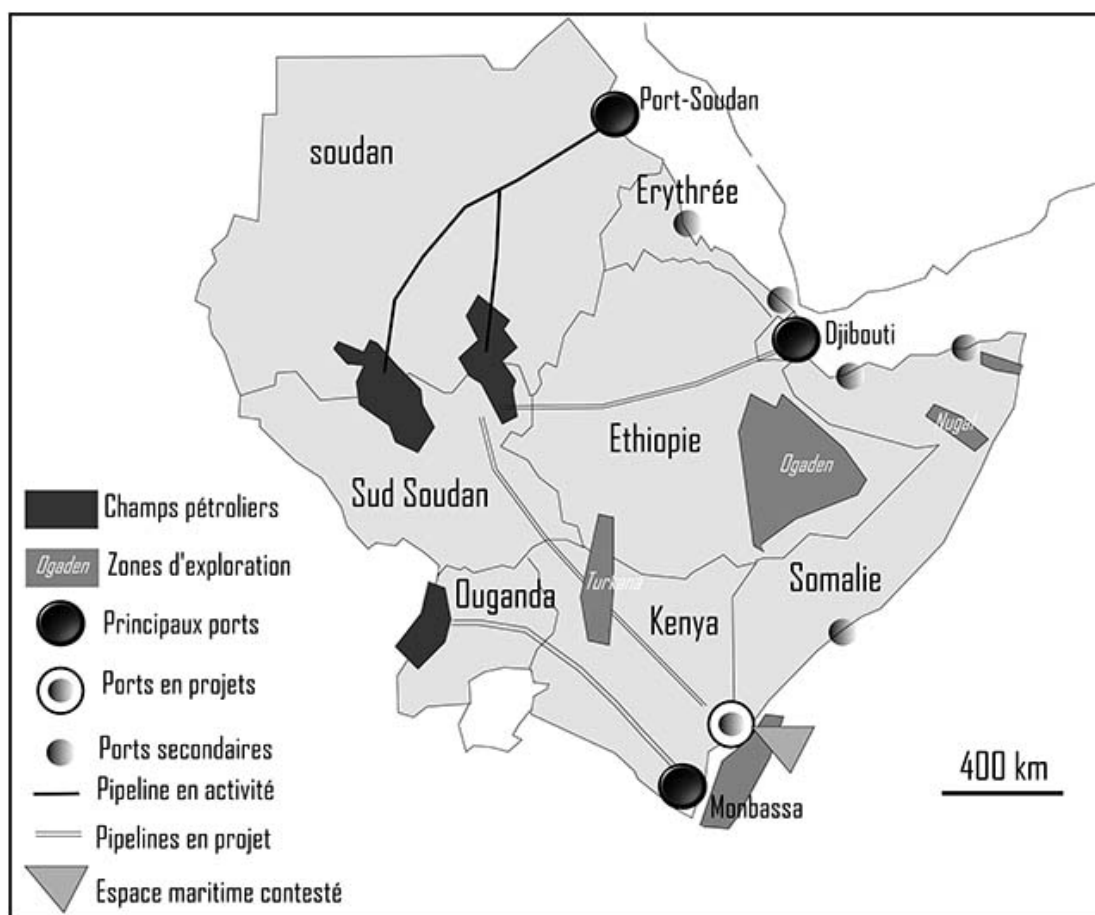 Port-Soudan
soudan
Erythrée
Djibouti
Nugal
Ethiopie
Ogaden
Sud Soudan
Somalie
Ouganda
Turkana
Kenya
Monbassa
400 km
Champs pétroliers
Ogaden
Zones d'exploration
Principaux ports
Ports en projets
Ports secondaires
Pipeline en activité
Pipelines en projet
Espace maritime contesté